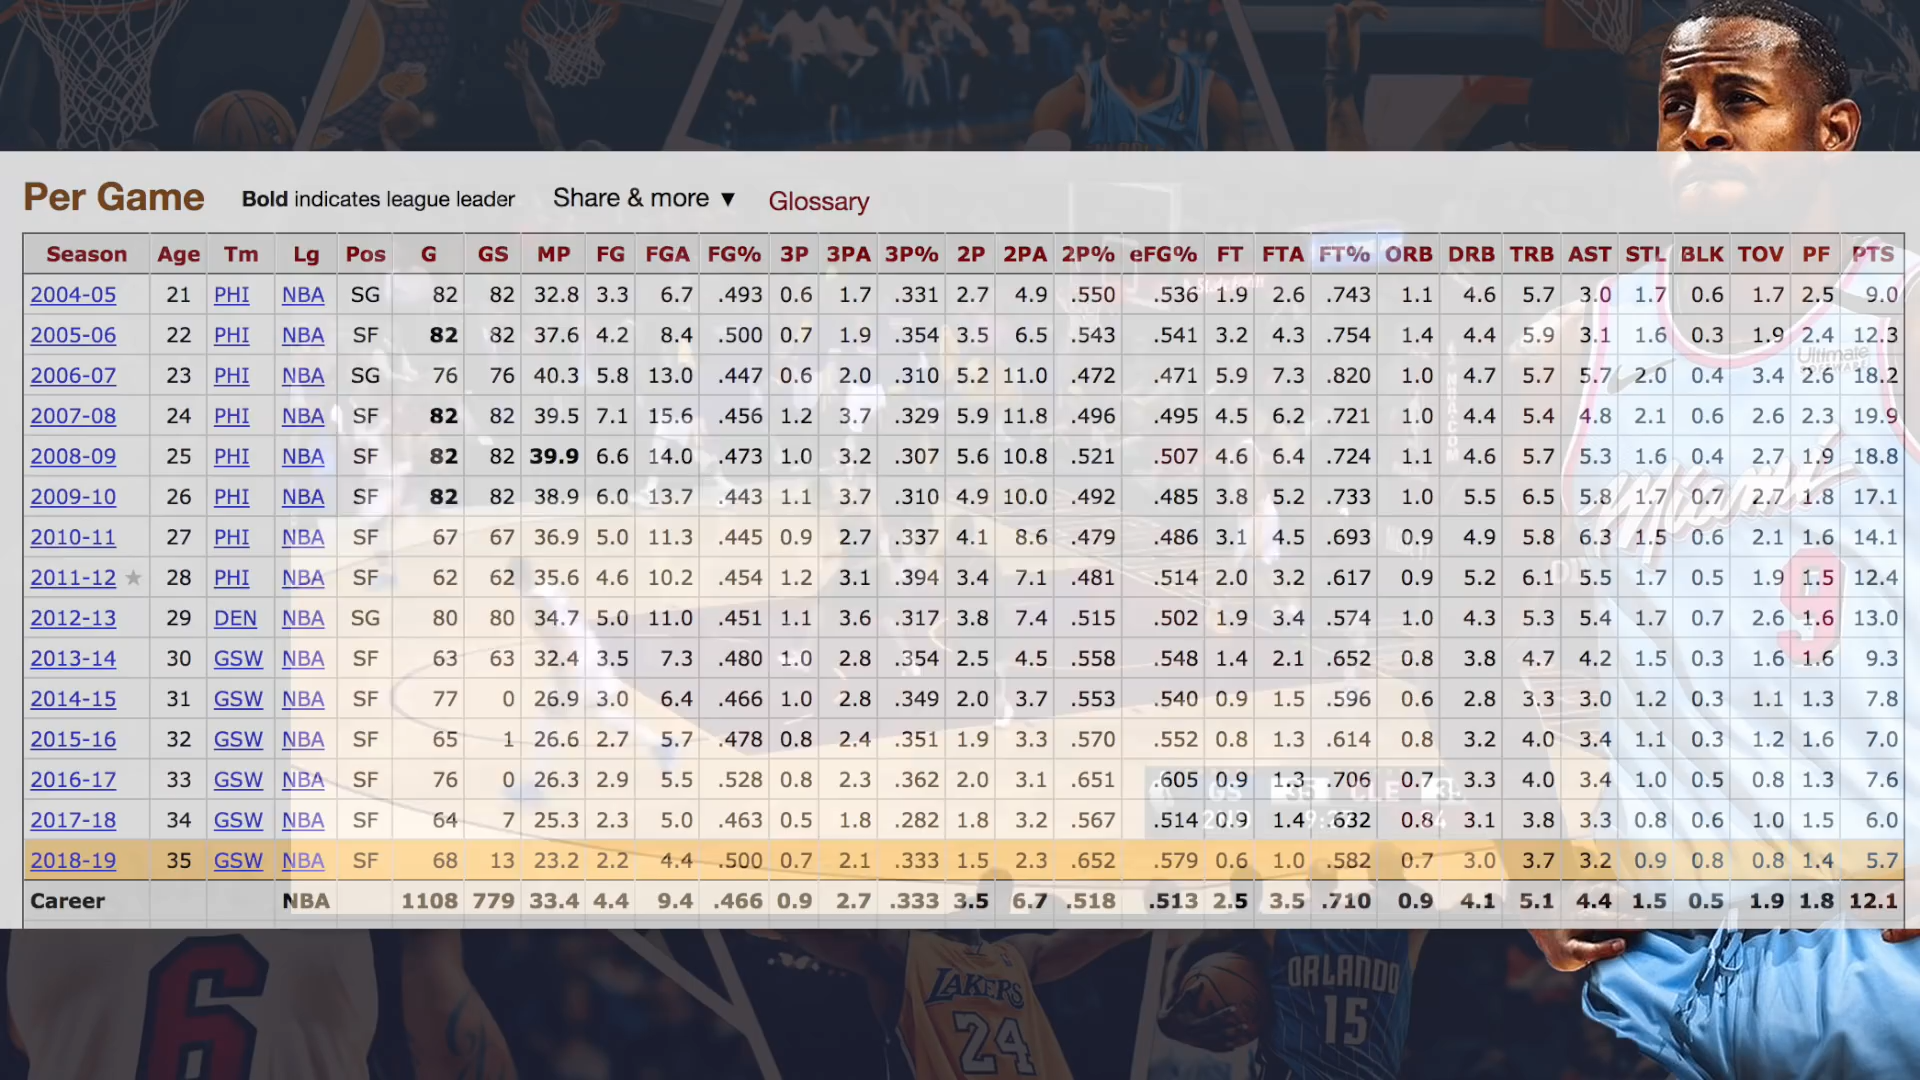 Per Game Bold indicates league leader Share & more ▼ Glossary
Season Age Tm Lg Pos G GS MP FG FGA FG% 3P 3PA 3P% 2P 2PA 2P% eFG% FT FTA FT% ORB DRB TRB AST STL BLK TOV PF PTS
2004-05 21 PHI NBA SG 82 82 32.8 3.3 6.7 .493 0.6 1.7 .331 2.7 4.9 .550 .536 1.9 2.6 .743 1.1 4.6 5.7 3.0 1.7 0.6 1.7 2.5 9.0
2005-06 22 PHI NBA SF 82 82 37.6 4.2 8.4 .500 0.7 1.9 .354 3.5 6.5 .543 .541 3.2 4.3 .754 1.4 4.4 5.9 3.1 1.6 0.3 1.9 2.4 12.3
2006-07 23 PHI NBA SG 76 76 40.3 5.8 13.0 .447 0.6 2.0 .310 5.2 11.0 .472 .471 5.9 7.3 .820 1.0 4.7 5.7 5.7 2.0 0.4 3.4 2.6 18.2
2007-08 24 PHI NBA SF 82 82 39.5 7.1 15.6 .456 1.2 3.7 .329 5.9 11.8 .496 .495 4.5 6.2 .721 1.0 4.4 5.4 4.8 2.1 0.6 2.6 2.3 19.9
2008-09 25 PHI NBA SF 82 82 39.9 6.6 14.0 .473 1.0 3.2 .307 5.6 10.8 .521 .507 4.6 6.4 .724 1.1 4.6 5.7 5.3 1.6 0.4 2.7 1.9 18.8
2009-10 26 PHI NBA SF 82 82 38.9 6.0 13.7 .443 1.1 3.7 .310 4.9 10.0 .492 .485 3.8 5.2 .733 1.0 5.5 6.5 5.8 1.7 0.7 2.7 1.8 17.1
2010-11 27 PHI NBA SF 67 67 36.9 5.0 11.3 .445 0.9 2.7 .337 4.1 8.6 .479 .486 3.1 4.5 .693 0.9 4.9 5.8 6.3 1.5 0.6 2.1 1.6 14.1
2011-12 ★ 28 PHI NBA SF 62 62 35.6 4.6 10.2 .454 1.2 3.1 .394 3.4 7.1 .481 .514 2.0 3.2 .617 0.9 5.2 6.1 5.5 1.7 0.5 1.9 1.5 12.4
2012-13 29 DEN NBA SG 80 80 34.7 5.0 11.0 .451 1.1 3.6 .317 3.8 7.4 .515 .502 1.9 3.4 .574 1.0 4.3 5.3 5.4 1.7 0.7 2.6 1.6 13.0
2013-14 30 GSW NBA SF 63 63 32.4 3.5 7.3 .480 1.0 2.8 .354 2.5 4.5 .558 .548 1.4 2.1 .652 0.8 3.8 4.7 4.2 1.5 0.3 1.6 1.6 9.3
2014-15 31 GSW NBA SF 77 0 26.9 3.0 6.4 .466 1.0 2.8 .349 2.0 3.7 .553 .540 0.9 1.5 .596 0.6 2.8 3.3 3.0 1.2 0.3 1.1 1.3 7.8
2015-16 32 GSW NBA SF 65 1 26.6 2.7 5.7 .478 0.8 2.4 .351 1.9 3.3 .570 .552 0.8 1.3 .614 0.8 3.2 4.0 3.4 1.1 0.3 1.2 1.6 7.0
2016-17 33 GSW NBA SF 76 0 26.3 2.9 5.5 .528 0.8 2.3 .362 2.0 3.1 .651 .605 0.9 1.3 .706 0.7 3.3 4.0 3.4 1.0 0.5 0.8 1.3 7.6
2017-18 34 GSW NBA SF 64 7 25.3 2.3 5.0 .463 0.5 1.8 .282 1.8 3.2 .567 .514 0.9 1.4 .632 0.8 3.1 3.8 3.3 0.8 0.6 1.0 1.5 6.0
2018-19 35 GSW NBA SF 68 13 23.2 2.2 4.4 .500 0.7 2.1 .333 1.5 2.3 .652 .579 0.6 1.0 .582 0.7 3.0 3.7 3.2 0.9 0.8 0.8 1.4 5.7
Career NBA 1108 779 33.4 4.4 9.4 .466 0.9 2.7 .333 3.5 6.7 .518 .513 2.5 3.5 .710 0.9 4.1 5.1 4.4 1.5 0.5 1.9 1.8 12.1
Ultimate
SOFTWARE
Miami
9
GS CLE
6
LAKERS
24
ORLANDO
15